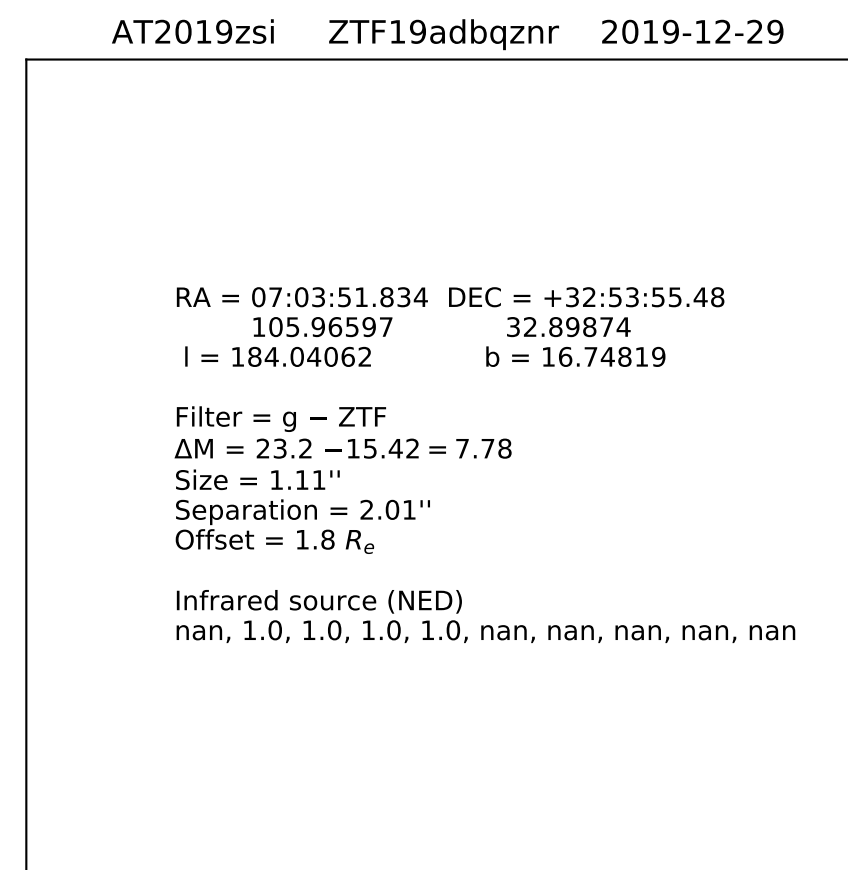 AT2019zsi ZTF19adbqznr 2019-12-29
RA = 07:03:51.834 DEC = +32:53:55.48
105.96597 32.89874
l = 184.04062 b = 16.74819
Filter = g − ZTF
ΔM = 23.2 −15.42 = 7.78
Size = 1.11''
Separation = 2.01''
Offset = 1.8 Rₑ
Infrared source (NED)
nan, 1.0, 1.0, 1.0, 1.0, nan, nan, nan, nan, nan